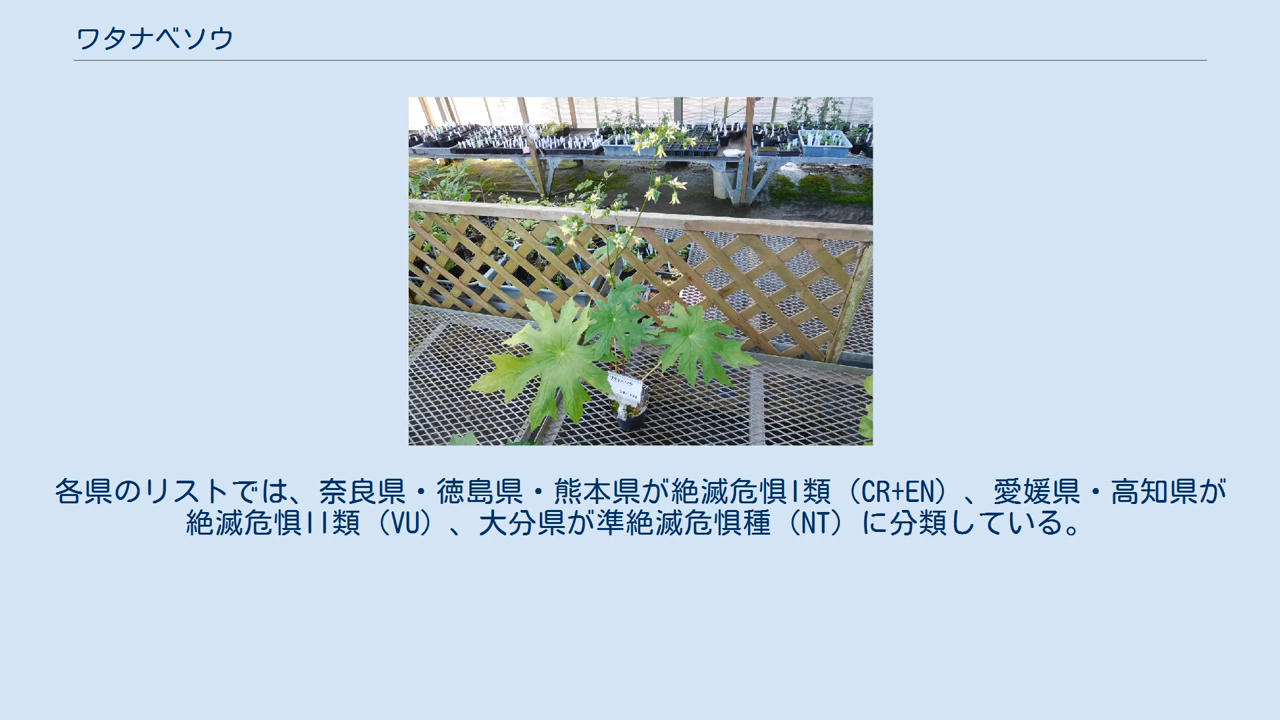 ワタナベソウ
各県のリストでは、奈良県・徳島県・熊本県が絶滅危惧I類（CR+EN）、愛媛県・高知県が
絶滅危惧II類（VU）、大分県が準絶滅危惧種（NT）に分類している。